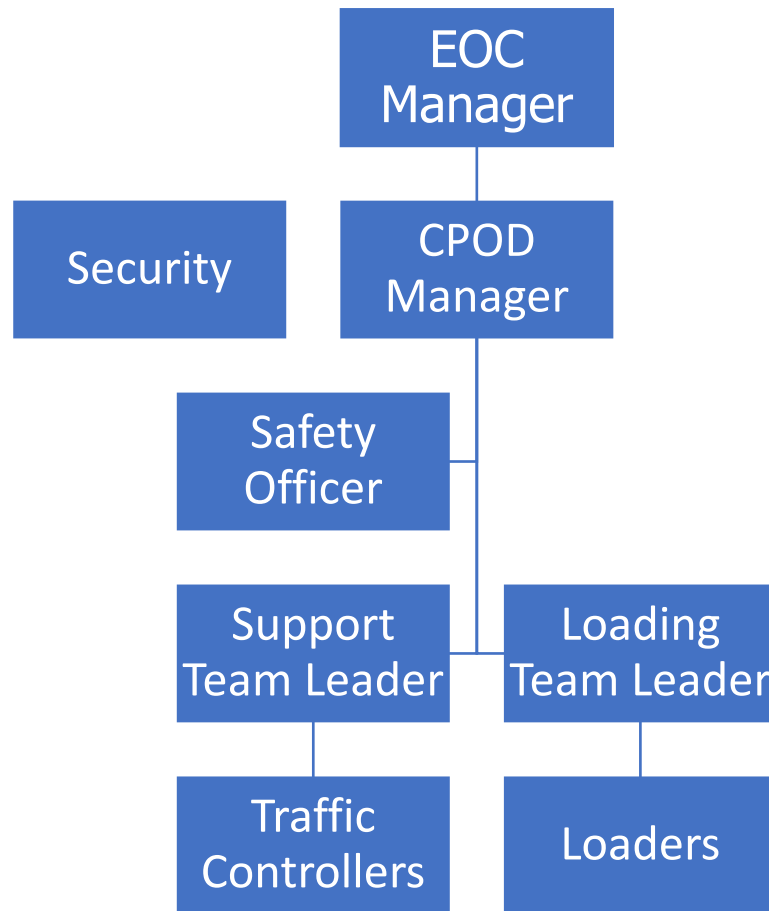 EOC
Manager
Security
CPOD
Manager
Safety
Officer
Support
Team Leader
Loading
Team Leader
Traffic
Controllers
Loaders